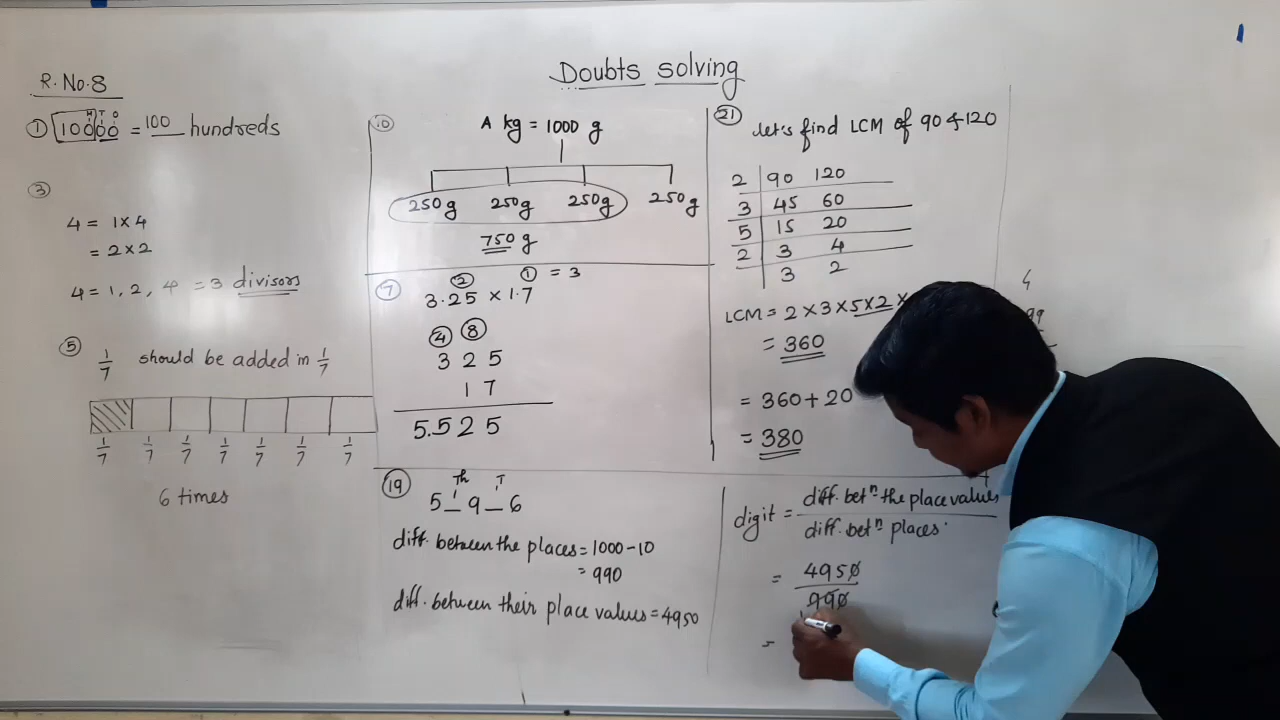 Doubts solving
R. No. 8
① H T O
10000 = 100 hundreds
③
4 = 1×4
= 2×2
4 = 1, 2, 4 = 3 divisors
⑤ 1/7 should be added in 1/7
1/7 1/7 1/7 1/7 1/7 1/7 1/7
6 times
⑩ A kg = 1000 g
250g 250g 250g 250g
750 g
⑦ ② ① = 3
3.25 × 1.7
④ ⑧
3 2 5
1 7
5.525
⑲ Th T
5 _ 9 _ 6
diff. between the places = 1000 - 10
= 990
diff. between their place values = 4950
㉑ let's find LCM of 90 & 120
2 90 120
3 45 60
5 15 20
2 3 4
3 2
LCM = 2×3×5×2×
= 360
= 360 + 20
= 380
digit = diff. betⁿ the place values
diff. betⁿ places.
= 4950
990
=